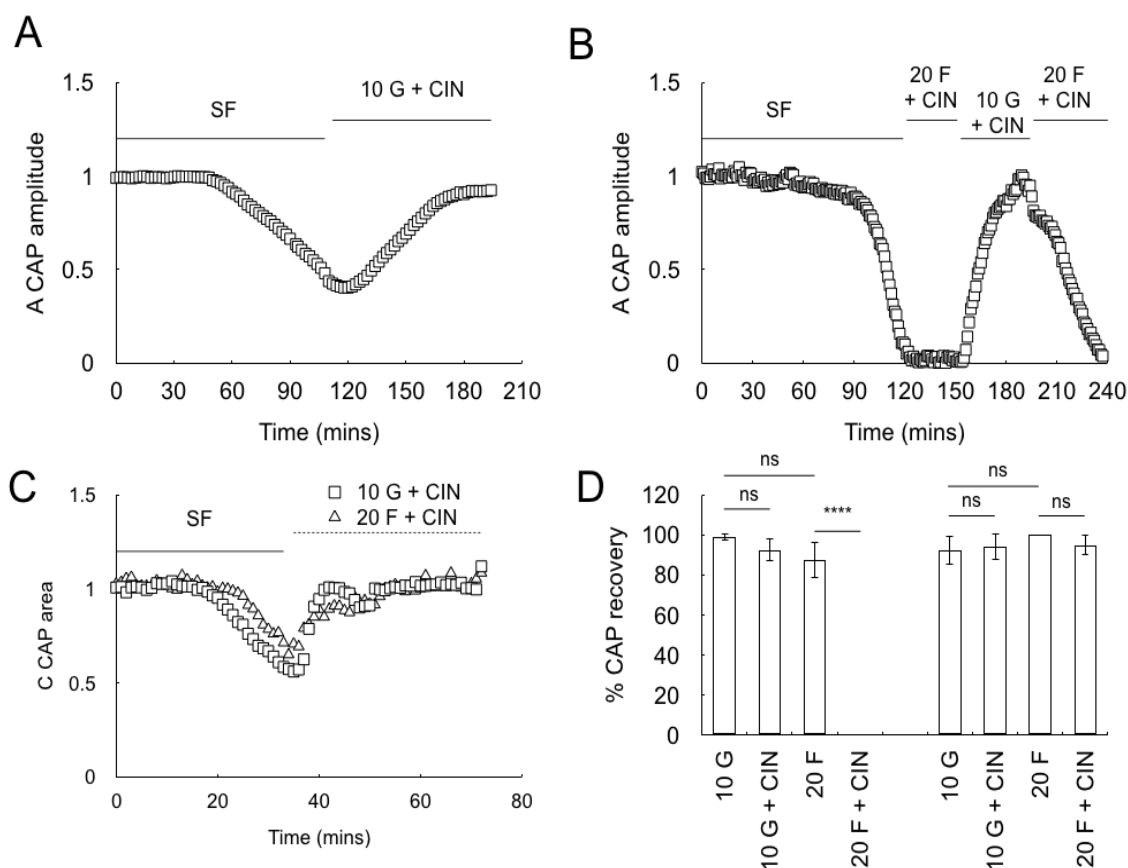 A
1.5
1
0.5
0
A CAP amplitude
SF
10 G + CIN
0 30 60 90 120 150 180 210
Time (mins)
B
1.5
1
0.5
0
A CAP amplitude
SF
20 F
+ CIN
10 G
+ CIN
20 F
+ CIN
0 30 60 90 120 150 180 210 240
Time (mins)
C
1.5
1
0.5
0
C CAP area
SF
10 G + CIN
20 F + CIN
0 20 40 60 80
Time (mins)
D
120
100
80
60
40
20
0
% CAP recovery
ns
ns
****
ns
ns
ns
10 G
10 G + CIN
20 F
20 F + CIN
10 G
10 G + CIN
20 F
20 F + CIN